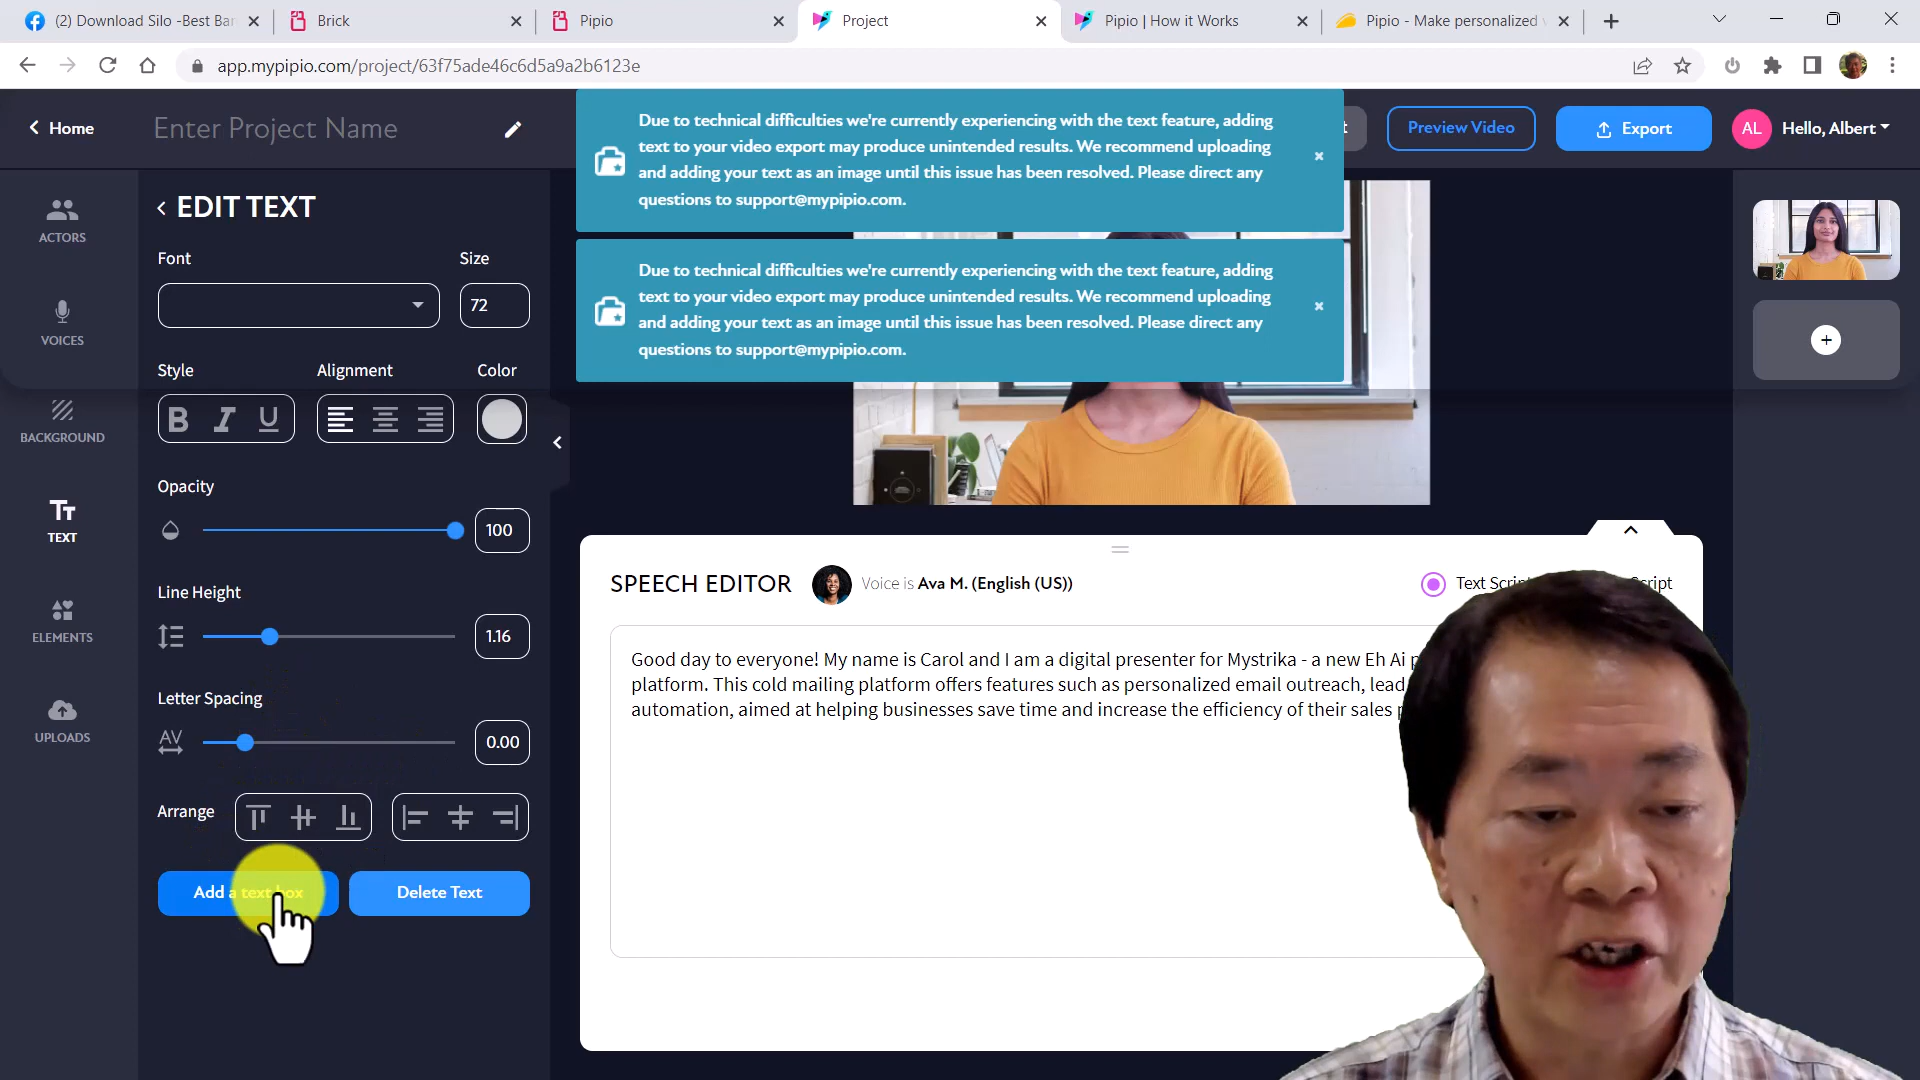 (2) Download Silo -Best Bar
Brick
Pipio
Project
Pipio | How it Works
Pipio - Make personalized
app.mypipio.com/project/63f75ade46c6d5a9a2b6123e
Home
Enter Project Name
Due to technical difficulties we're currently experiencing with the text feature, adding
text to your video export may produce unintended results. We recommend uploading
and adding your text as an image until this issue has been resolved. Please direct any
questions to support@mypipio.com.
Preview Video
Export
AL
Hello, Albert
ACTORS
VOICES
BACKGROUND
TEXT
ELEMENTS
UPLOADS
EDIT TEXT
Font
Size
72
Style
Alignment
Color
Opacity
100
Line Height
1.16
Letter Spacing
0.00
Arrange
Add a text box
Delete Text
Due to technical difficulties we're currently experiencing with the text feature, adding
text to your video export may produce unintended results. We recommend uploading
and adding your text as an image until this issue has been resolved. Please direct any
questions to support@mypipio.com.
SPEECH EDITOR
Voice is Ava M. (English (US))
Text Script
Script
Good day to everyone! My name is Carol and I am a digital presenter for Mystrika - a new Eh Ai
platform. This cold mailing platform offers features such as personalized email outreach, lead
automation, aimed at helping businesses save time and increase the efficiency of their sales